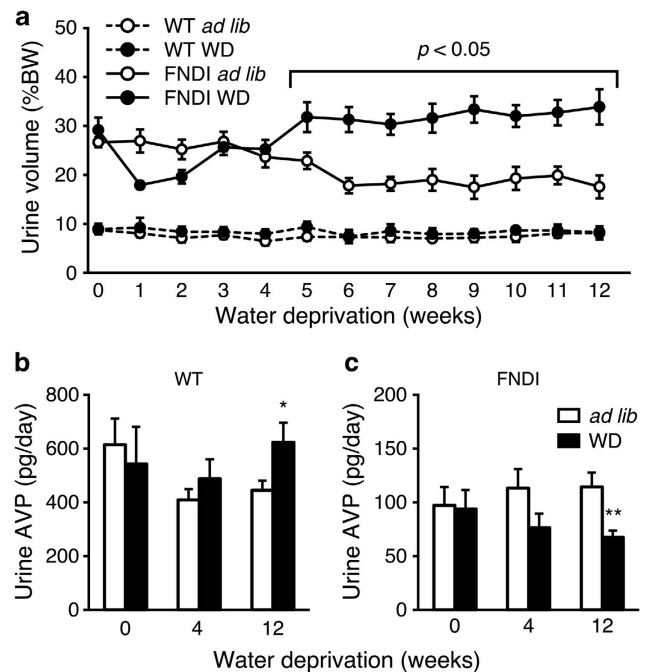 a
WT ad lib
WT WD
FNDI ad lib
FNDI WD
p < 0.05
Urine volume (%BW)
50
40
30
20
10
0
0 1 2 3 4 5 6 7 8 9 10 11 12
Water deprivation (weeks)
b
WT
Urine AVP (pg/day)
800
600
400
200
0
*
0 4 12
c
FNDI
Urine AVP (pg/day)
200
150
100
50
0
ad lib
WD
**
0 4 12
Water deprivation (weeks)